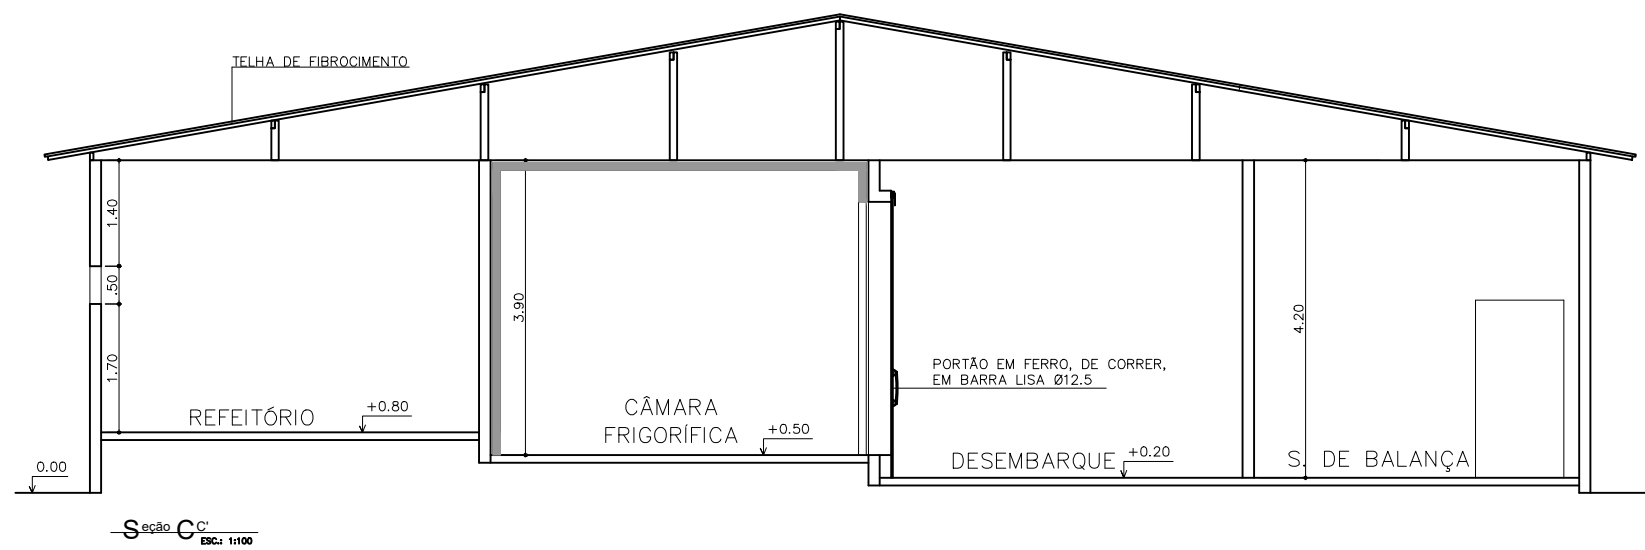 TELHA DE FIBROCIMENTO
1.40
.50
1.70
3.90
4.20
PORTÃO EM FERRO, DE CORRER,
EM BARRA LISA Ø12.5
REFEITÓRIO
+0.80
CÂMARA
FRIGORÍFICA
+0.50
DESEMBARQUE
+0.20
S. DE BALANÇA
0.00
Seção CC'
ESC.: 1:100